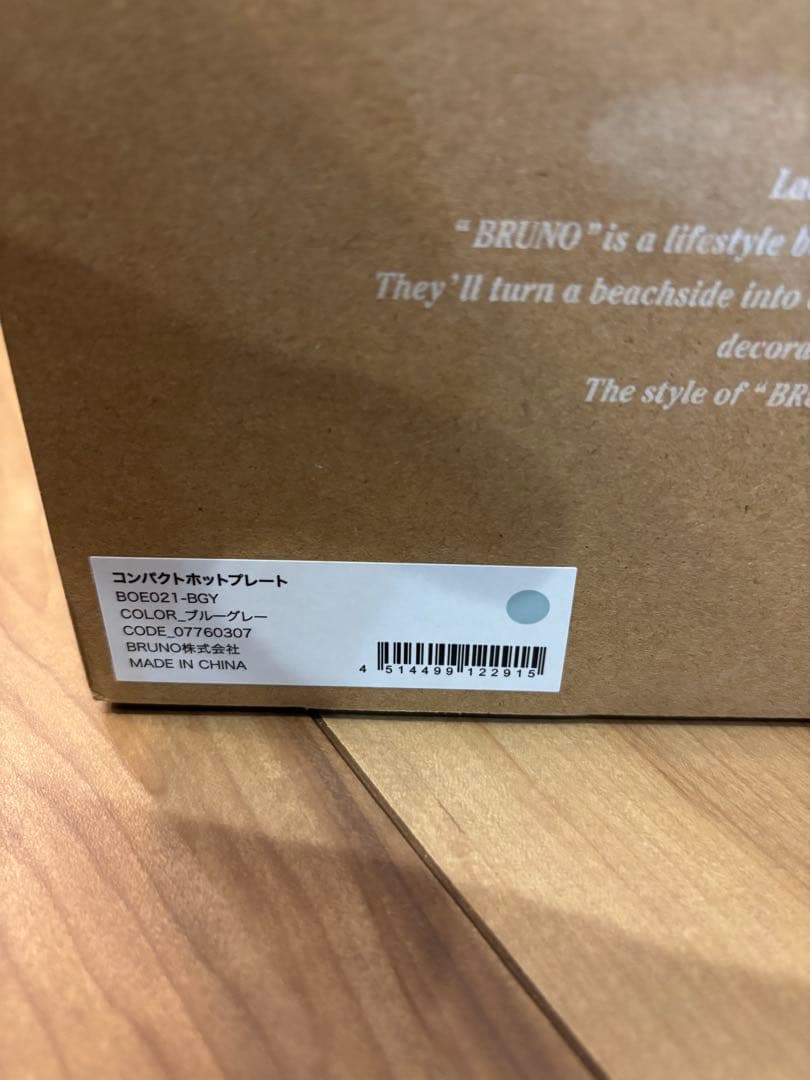 “BRUNO” is a lifestyle
They’ll turn a beachside into
The style of
コンパクトホットプレート
BOE021-BGY
COLOR_ブルーグレー
CODE_07760307
BRUNO株式会社
MADE IN CHINA
4 514499 122915